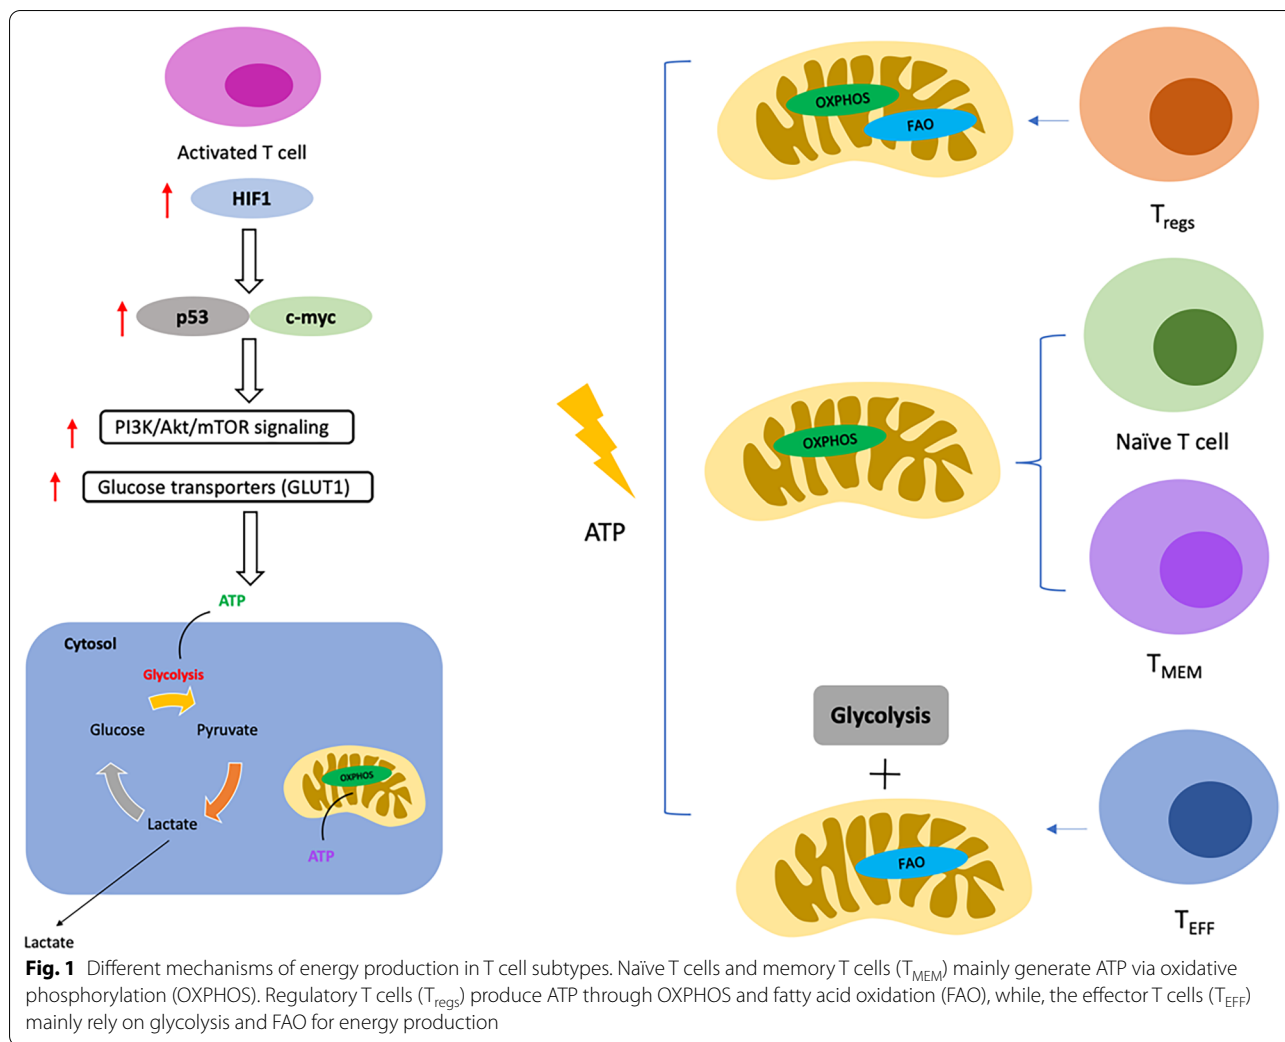 Activated T cell
HIF1
p53 c-myc
PI3K/Akt/mTOR signaling
Glucose transporters (GLUT1)
ATP
Cytosol
Glycolysis
Glucose Pyruvate
OXPHOS
Lactate
ATP
Lactate
ATP
OXPHOS
FAO
Tregs
OXPHOS
Naïve T cell
TMEM
Glycolysis
+
FAO
TEFF
Fig. 1 Different mechanisms of energy production in T cell subtypes. Naïve T cells and memory T cells (TMEM) mainly generate ATP via oxidative
phosphorylation (OXPHOS). Regulatory T cells (Tregs) produce ATP through OXPHOS and fatty acid oxidation (FAO), while, the effector T cells (TEFF)
mainly rely on glycolysis and FAO for energy production